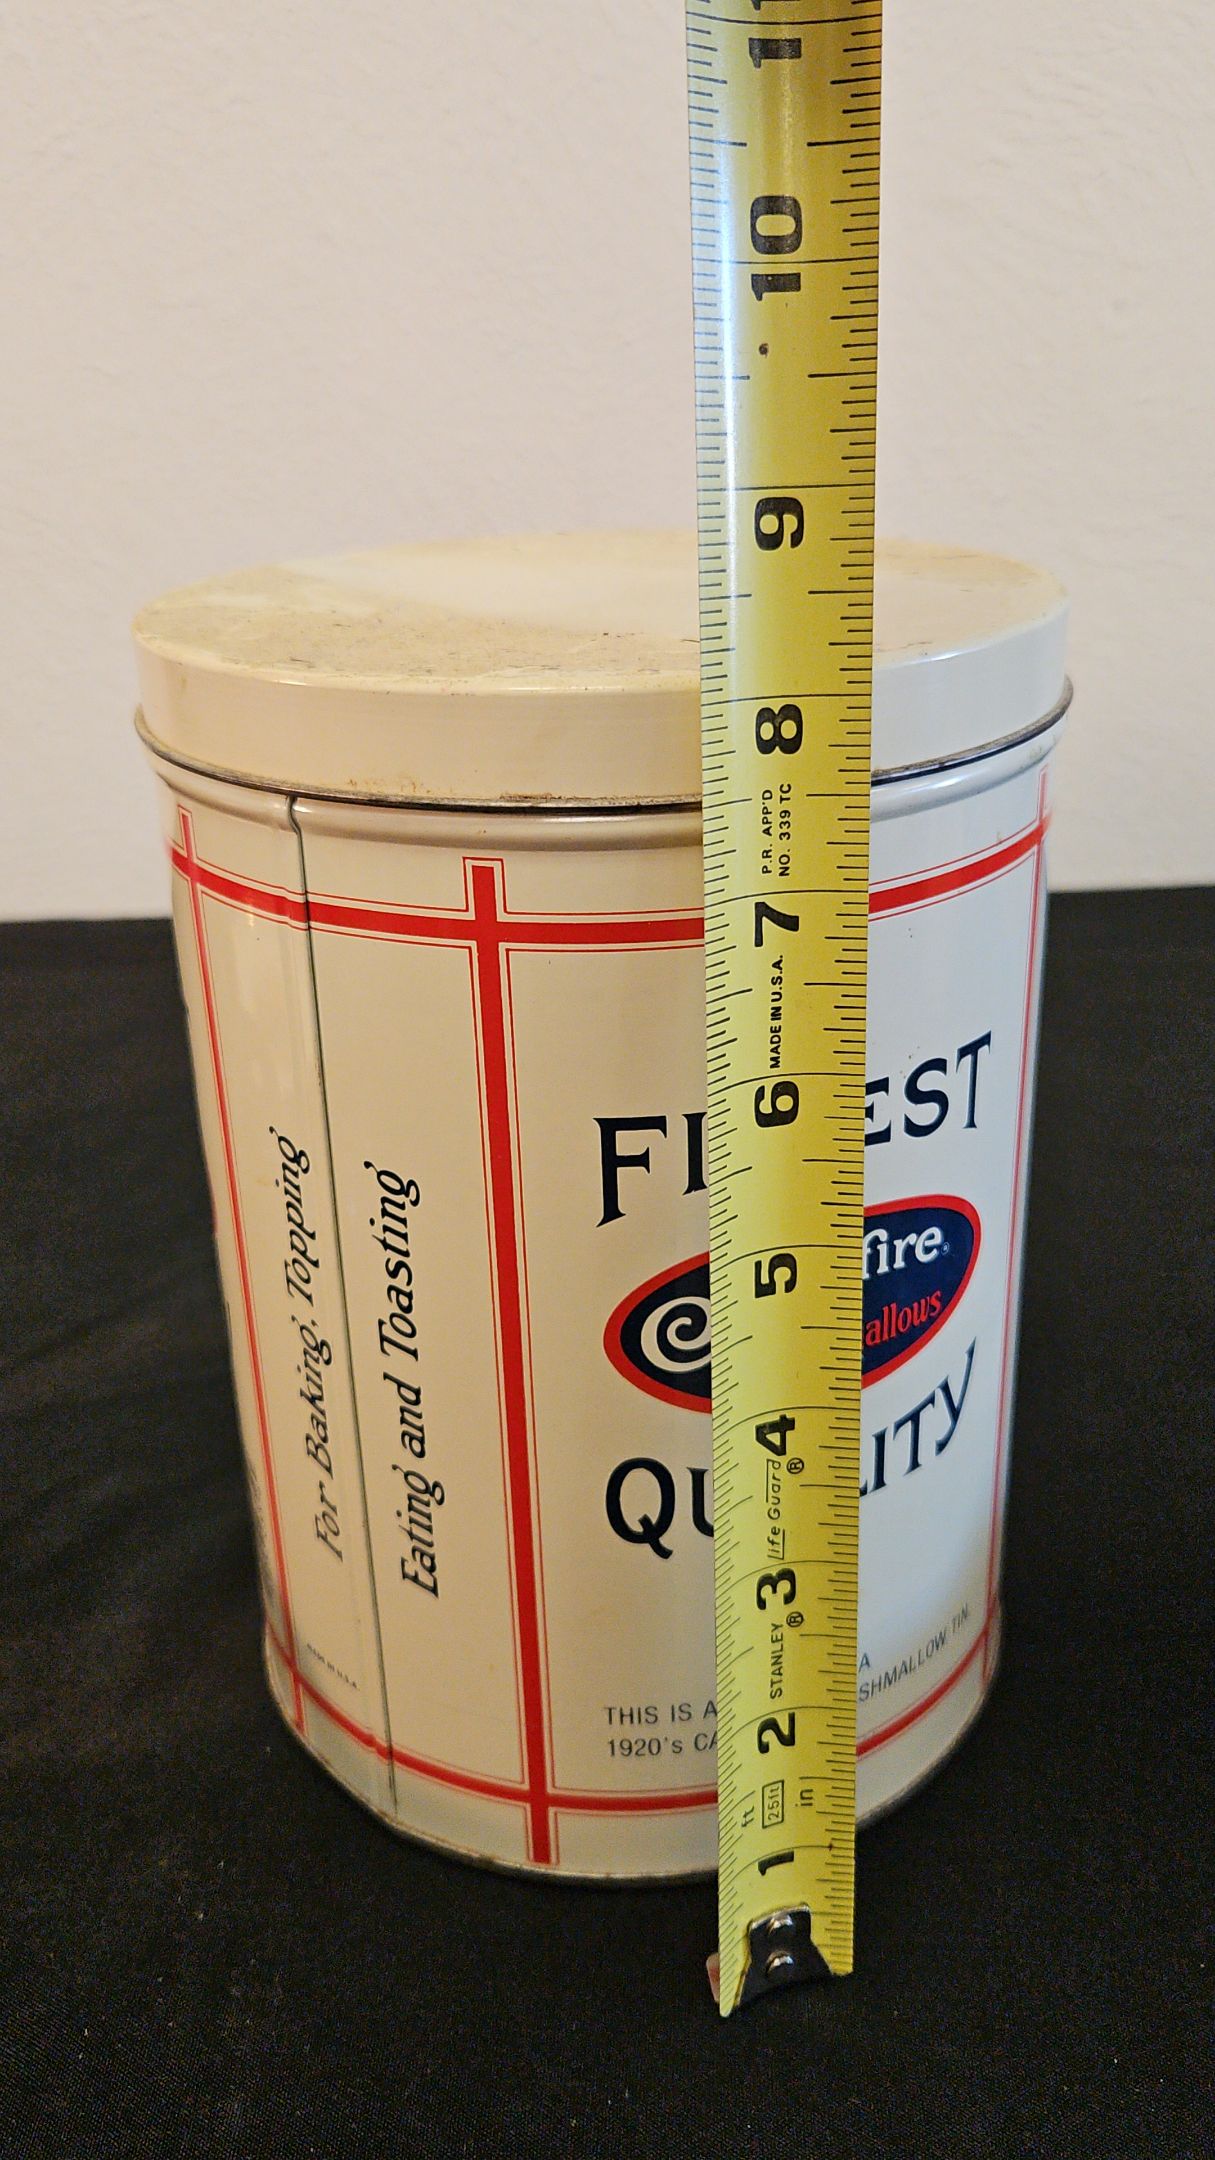 11
10
9
8
P.R. APP'D
NO. 339 TC
7
MADE IN U.S.A.
6
5
4
Life Guard®
3
STANLEY®
2
ft 25ft in
1
For Baking, Topping
Eating and Toasting
MADE IN U.S.A.
FI EST
fire®
allows
QU LITY
THIS IS A A
1920's CA SHMALLOW TIN.